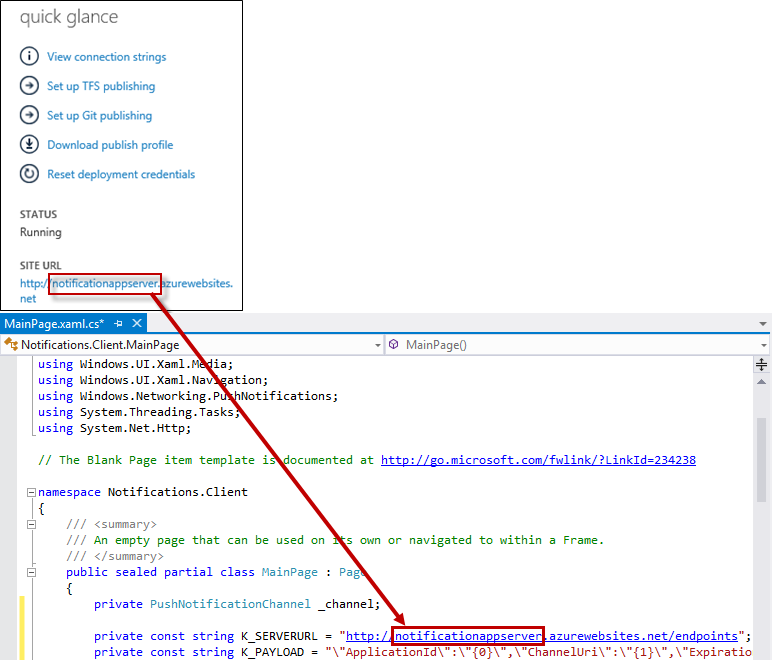 quick glance
View connection strings
Set up TFS publishing
Set up Git publishing
Download publish profile
Reset deployment credentials
STATUS
Running
SITE URL
http://notificationappserver.azurewebsites.
net
MainPage.xaml.cs*
Notifications.Client.MainPage MainPage()
using Windows.UI.Xaml.Media;
using Windows.UI.Xaml.Navigation;
using Windows.Networking.PushNotifications;
using System.Threading.Tasks;
using System.Net.Http;
// The Blank Page item template is documented at http://go.microsoft.com/fwlink/?LinkId=234238
namespace Notifications.Client
{
/// <summary>
/// An empty page that can be used on its own or navigated to within a Frame.
/// </summary>
public sealed partial class MainPage : Page
{
private PushNotificationChannel _channel;
private const string K_SERVERURL = "http://notificationappserver.azurewebsites.net/endpoints";
private const string K_PAYLOAD = "\"ApplicationId\":\"{0}\",\"ChannelUri\":\"{1}\",\"Expiratio